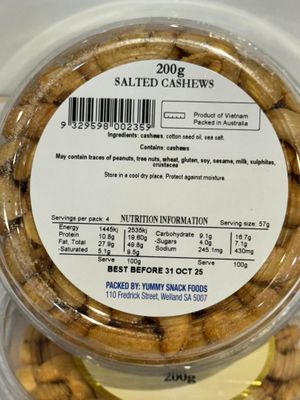 200g
SALTED CASHEWS
9 329598 002359
Product of Vietnam
Packed in Australia
Ingredients: cashews, cotton seed oil, sea salt.
Contains: cashews
May contain traces of peanuts, tree nuts, wheat, gluten, soy, sesame, milk, sulphites, crustacea
Store in a cool dry place, Protect against moisture.
Servings per pack: 4 NUTRITION INFORMATION Serving size: 57g
Energy 1445kj 2535kj Carbohydrate 9.1g 16.7g
Protein 10.8g 19.60g -Sugars 4.0g 7.1g
Fat, Total 27.9g 49.8g Sodium 245.1mg 430mg
-Saturated 5.1g 9.5g
Serve 100g Serve 100g
BEST BEFORE 31 OCT 25
PACKED BY: YUMMY SNACK FOODS
110 Fredrick Street, Welland SA 5007
200g